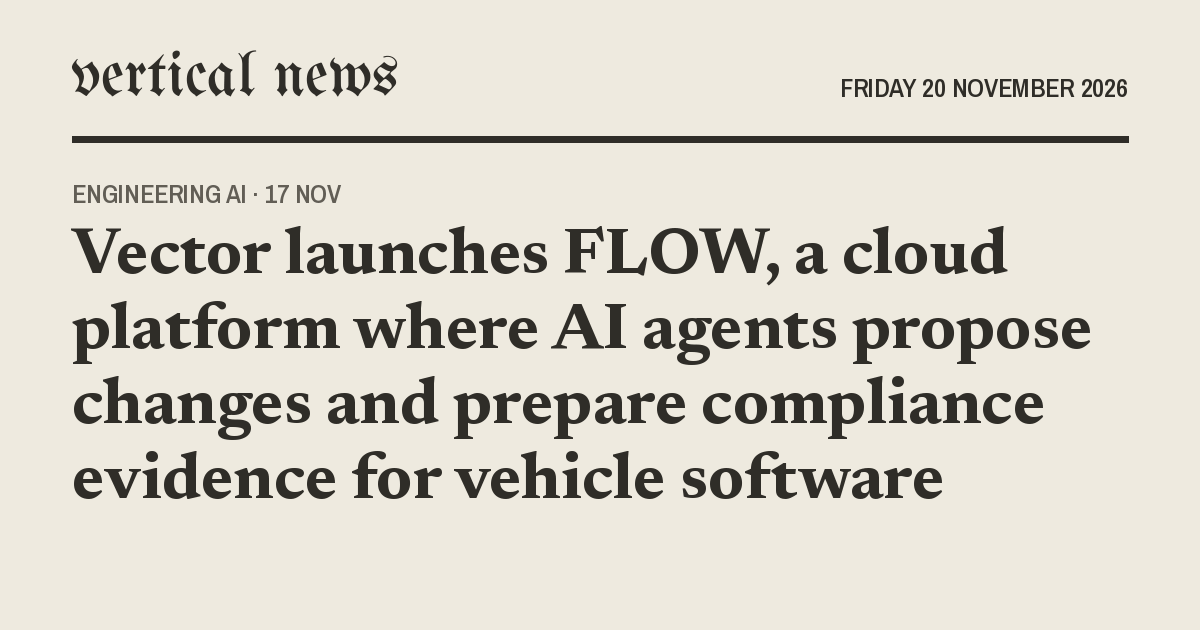 vertical news
FRIDAY 20 NOVEMBER 2026
ENGINEERING AI · 17 NOV
Vector launches FLOW, a cloud
platform where AI agents propose
changes and prepare compliance
evidence for vehicle software